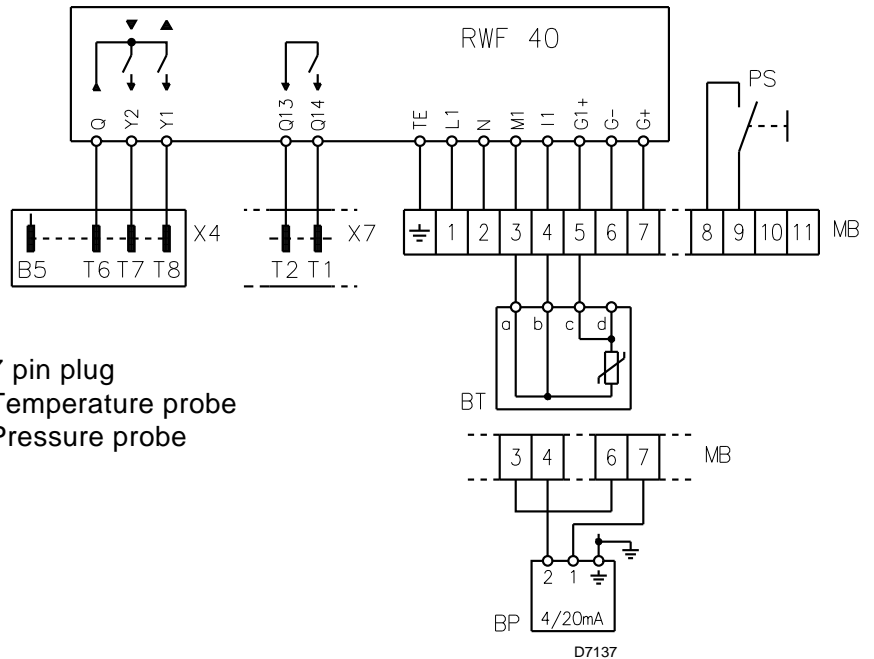 RWF 40
Q Y2 Y1 Q13 Q14 TE L1 N M1 I1 G1+ G- G+
PS
B5 T6 T7 T8 X4
T2 T1 X7
1 2 3 4 5 6 7 8 9 10 11 MB
a b c d
BT
pin plug
Temperature probe
Pressure probe
3 4 6 7 MB
2 1
BP 4/20mA
D7137